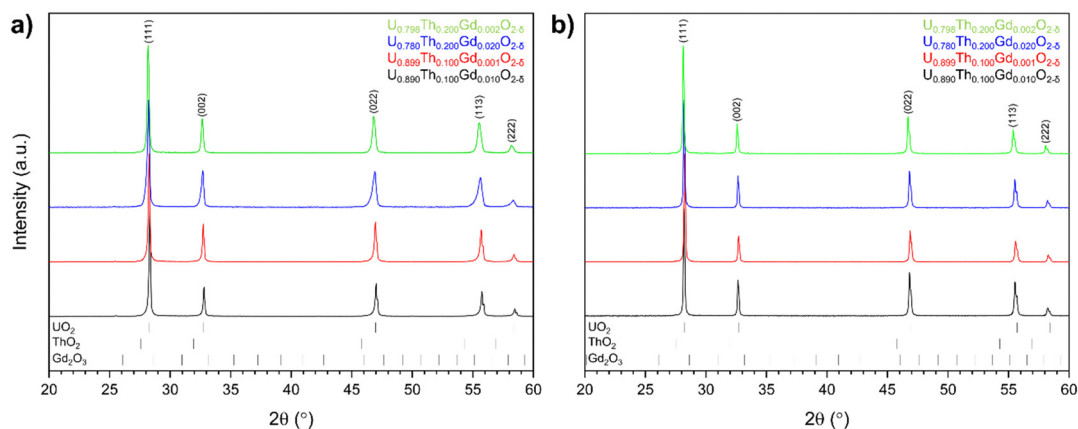 a)
U0.798Th0.200Gd0.002O2-δ
U0.780Th0.200Gd0.020O2-δ
U0.899Th0.100Gd0.001O2-δ
U0.890Th0.100Gd0.010O2-δ
(111)
(002)
(022)
(113)
(222)
Intensity (a.u.)
UO2
ThO2
Gd2O3
20 25 30 35 40 45 50 55 60
2θ (°)
b)
U0.798Th0.200Gd0.002O2-δ
U0.780Th0.200Gd0.020O2-δ
U0.899Th0.100Gd0.001O2-δ
U0.890Th0.100Gd0.010O2-δ
(111)
(002)
(022)
(113)
(222)
UO2
ThO2
Gd2O3
20 25 30 35 40 45 50 55 60
2θ (°)